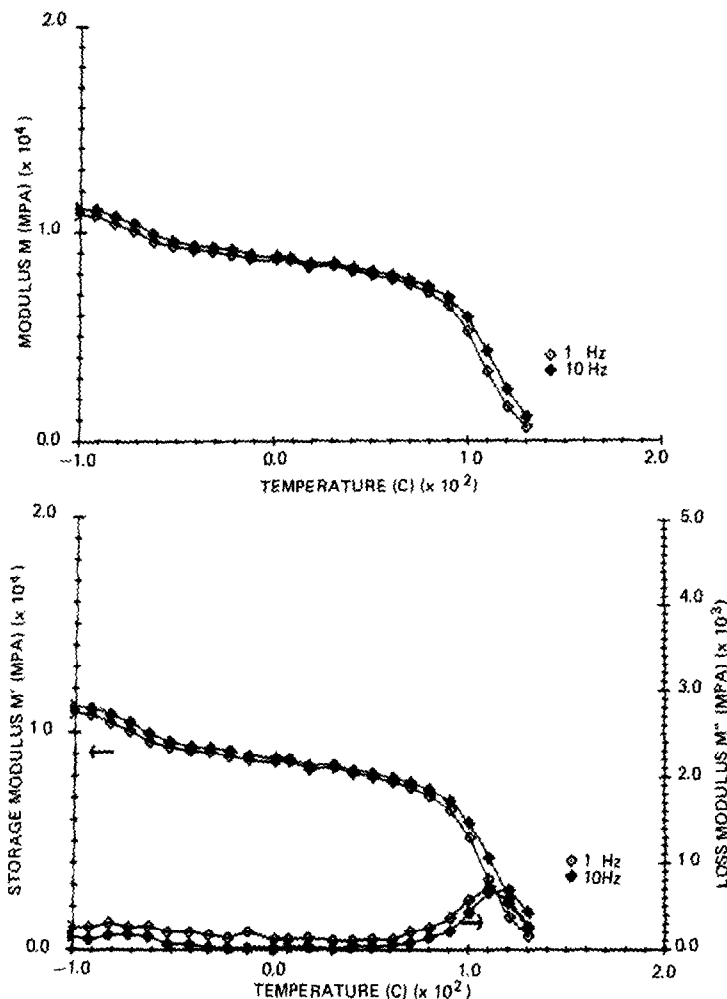 2.0
MODULUS M (MPA) (x 10⁴)
1.0
1 Hz
10 Hz
0.0
−1.0 0.0 1.0 2.0
TEMPERATURE (C) (x 10²)
2.0 5.0
STORAGE MODULUS M' (MPA) (x 10⁴)
LOSS MODULUS M" (MPA) (x 10³)
4.0
1.0 3.0
2.0
1 Hz
10Hz
1.0
0.0 0.0
−1.0 0.0 1.0 2.0
TEMPERATURE (C) (x 10²)